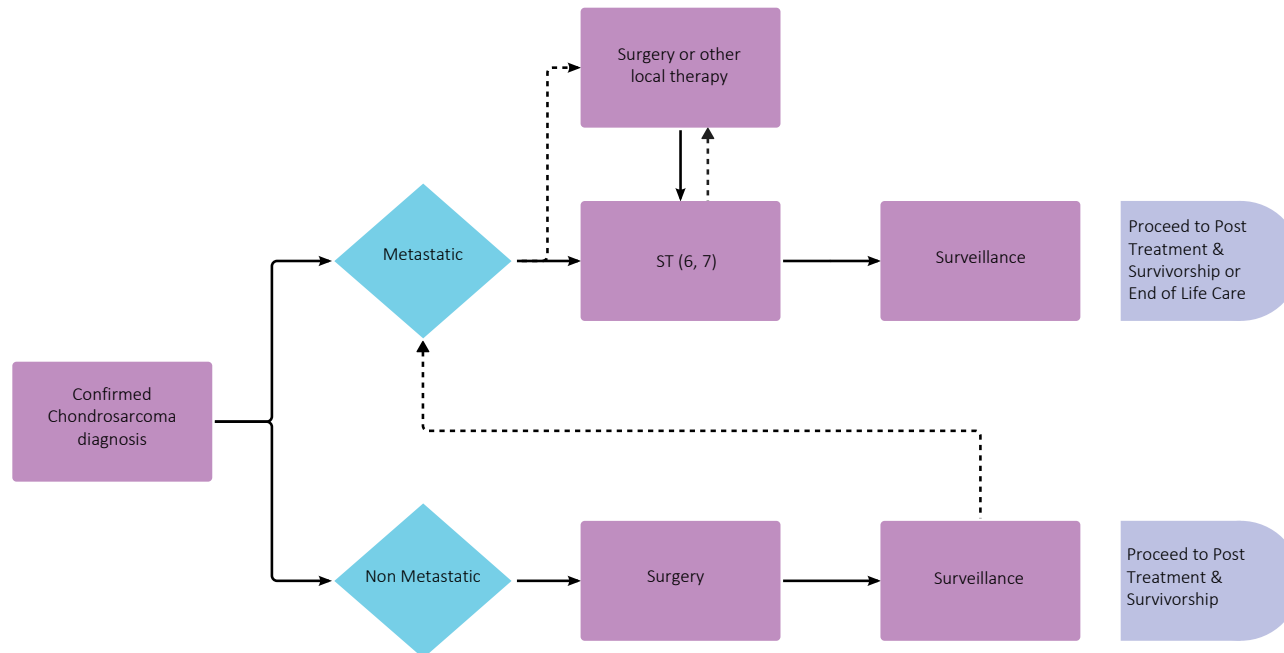 Surgery or other
local therapy
Metastatic
ST (6, 7)
Surveillance
Proceed to Post
Treatment &
Survivorship or
End of Life Care
Confirmed
Chondrosarcoma
diagnosis
Non Metastatic
Surgery
Surveillance
Proceed to Post
Treatment &
Survivorship